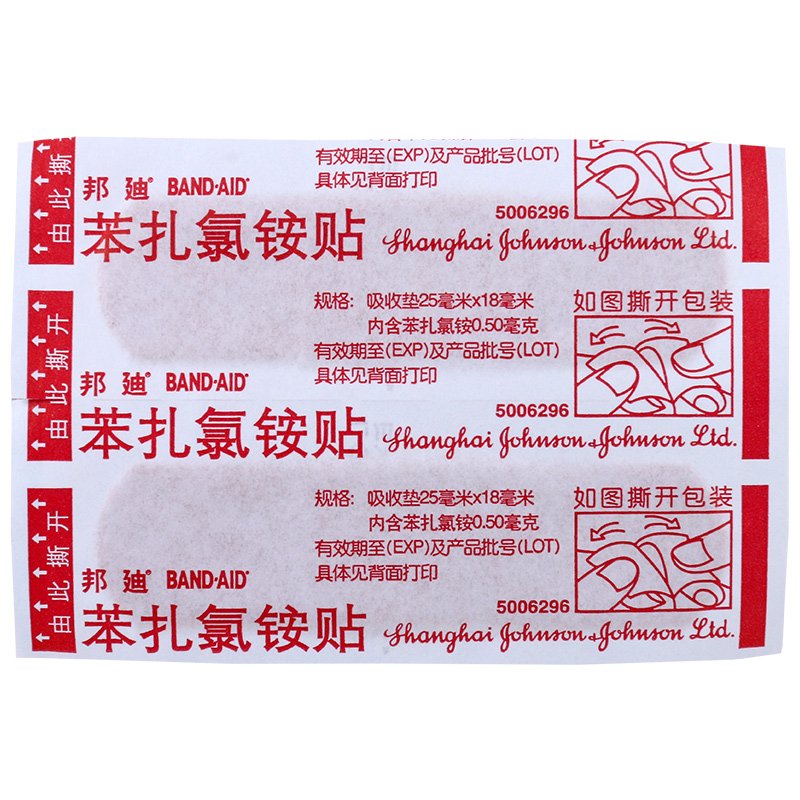 有效期至(EXP)及产品批号(LOT)
具体见背面打印
邦廸® BAND-AID®
5006296
苯扎氯铵贴
Shanghai Johnson & Johnson Ltd.
由此撕
规格: 吸收垫25毫米x18毫米
内含苯扎氯铵0.50毫克
有效期至(EXP)及产品批号(LOT)
具体见背面打印
如图撕开包装
邦廸® BAND-AID®
5006296
苯扎氯铵贴
Shanghai Johnson & Johnson Ltd.
由此撕开
规格: 吸收垫25毫米x18毫米
内含苯扎氯铵0.50毫克
有效期至(EXP)及产品批号(LOT)
具体见背面打印
如图撕开包装
邦廸® BAND-AID®
5006296
苯扎氯铵贴
Shanghai Johnson & Johnson Ltd.
由此撕开